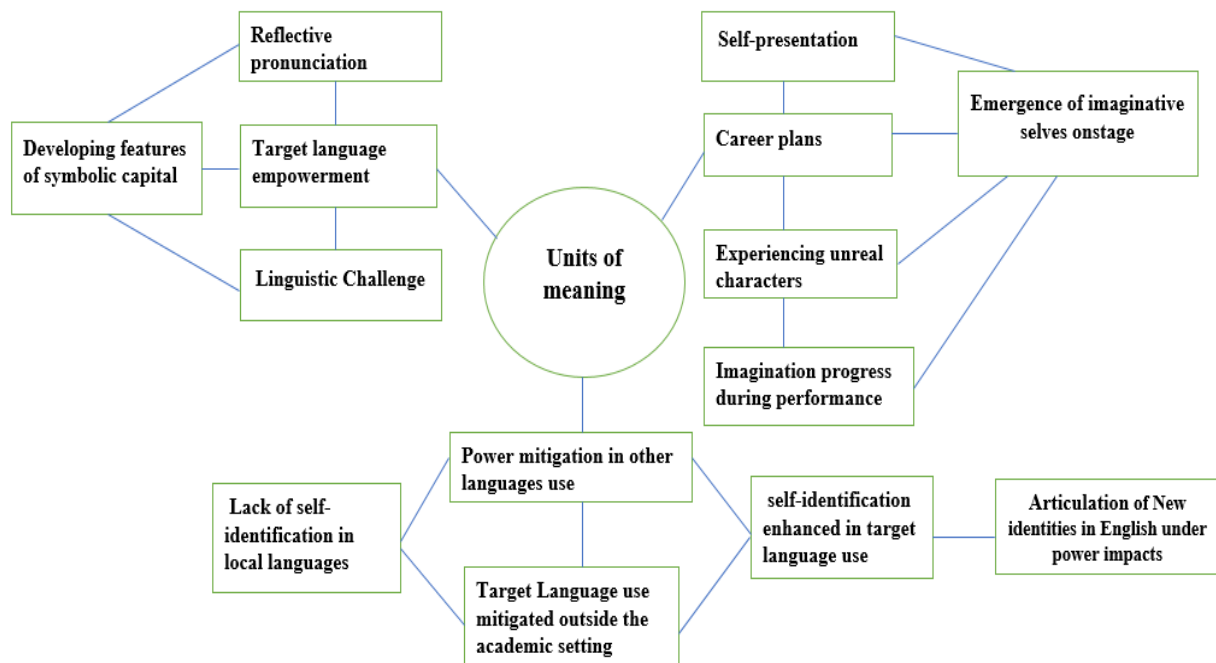 Reflective
pronunciation
Developing features
of symbolic capital
Target language
empowerment
Linguistic Challenge
Units of
meaning
Self-presentation
Career plans
Experiencing unreal
characters
Imagination progress
during performance
Emergence of imaginative
selves onstage
Power mitigation in other
languages use
Lack of self-
identification in
local languages
Target Language use
mitigated outside the
academic setting
self-identification
enhanced in target
language use
Articulation of New
identities in English under
power impacts